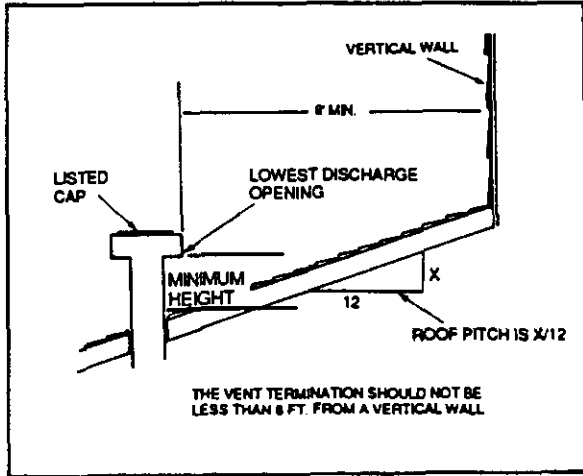 VERTICAL WALL
8' MIN.
LISTED
CAP
LOWEST DISCHARGE
OPENING
MINIMUM
HEIGHT
X
12
ROOF PITCH IS X/12
THE VENT TERMINATION SHOULD NOT BE
LESS THAN 8 FT. FROM A VERTICAL WALL